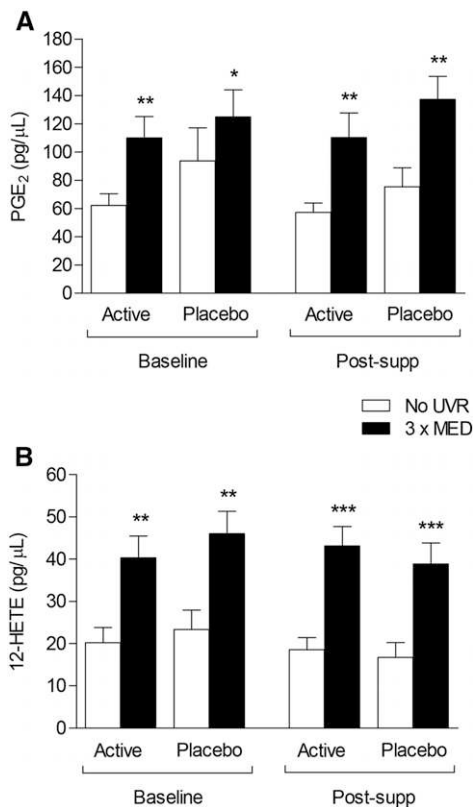 A
PGE₂ (pg/μL)
180
160
140
120
100
80
60
40
20
0
** * ** **
Active Placebo Active Placebo
Baseline Post-supp
No UVR
3 x MED
B
12-HETE (pg/μL)
60
50
40
30
20
10
0
** ** *** ***
Active Placebo Active Placebo
Baseline Post-supp